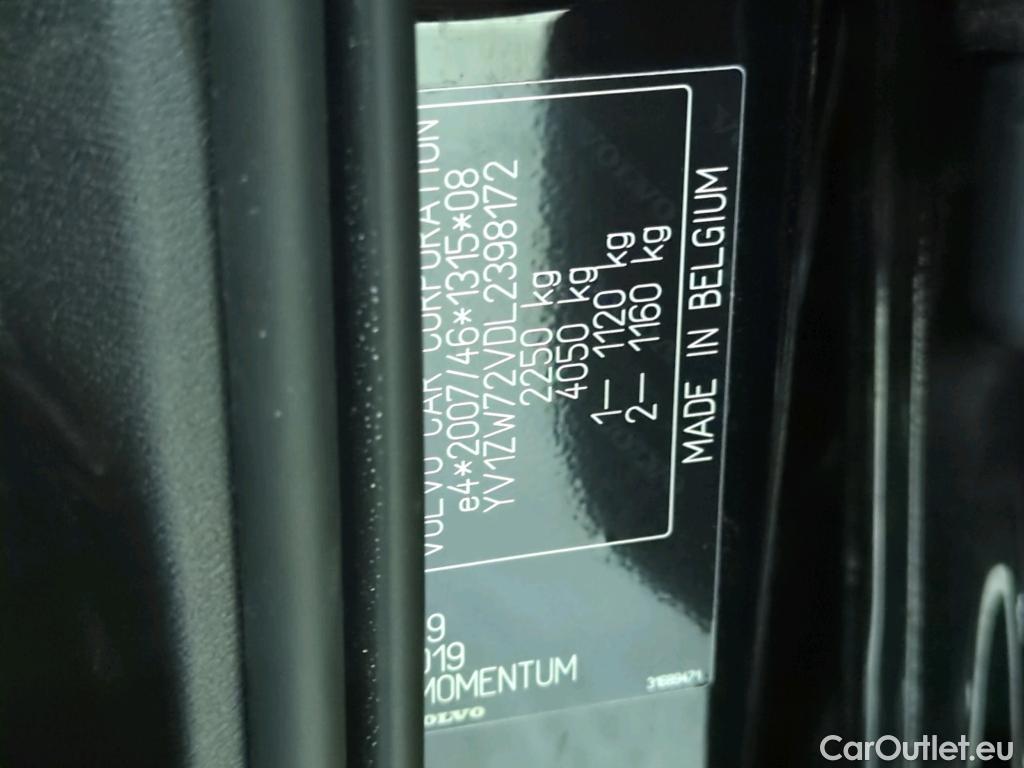 VOLVO CAR CORPORATION
e4*2007/46*1315*08
YV1ZW72VDL2398172
2250 kg
4050 kg
1— 1120 kg
2— 1160 kg
MADE IN BELGIUM
019
MOMENTUM
VOLVO
31689471
CarOutlet.eu